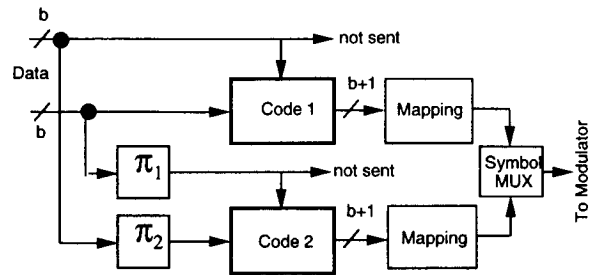 b
not sent
Data
b
Code 1
b+1
Mapping
π1
not sent
Symbol
MUX
To Modulator
π2
Code 2
b+1
Mapping